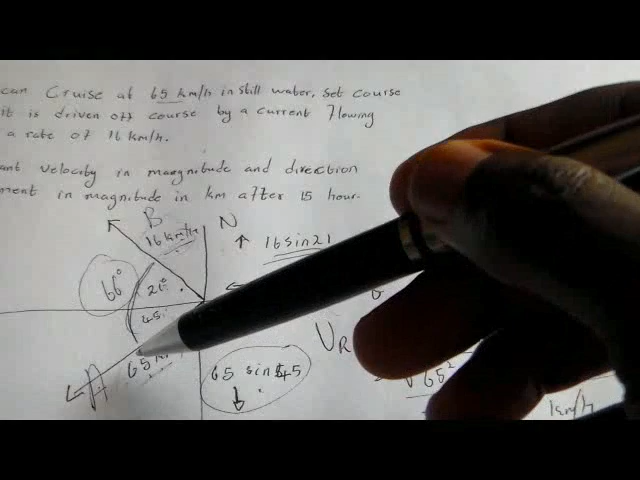 can Cruise at 65 km/h in still water, set course
it is driven off course by a current flowing
a rate of 16 km/h.
ant velocity in magnitude and direction
ment in magnitude in km after 15 hour.
B
N
16 km/hr
16 sin 21
66°
21°
45
65
A
65 sin 45
VR
65²
km/h